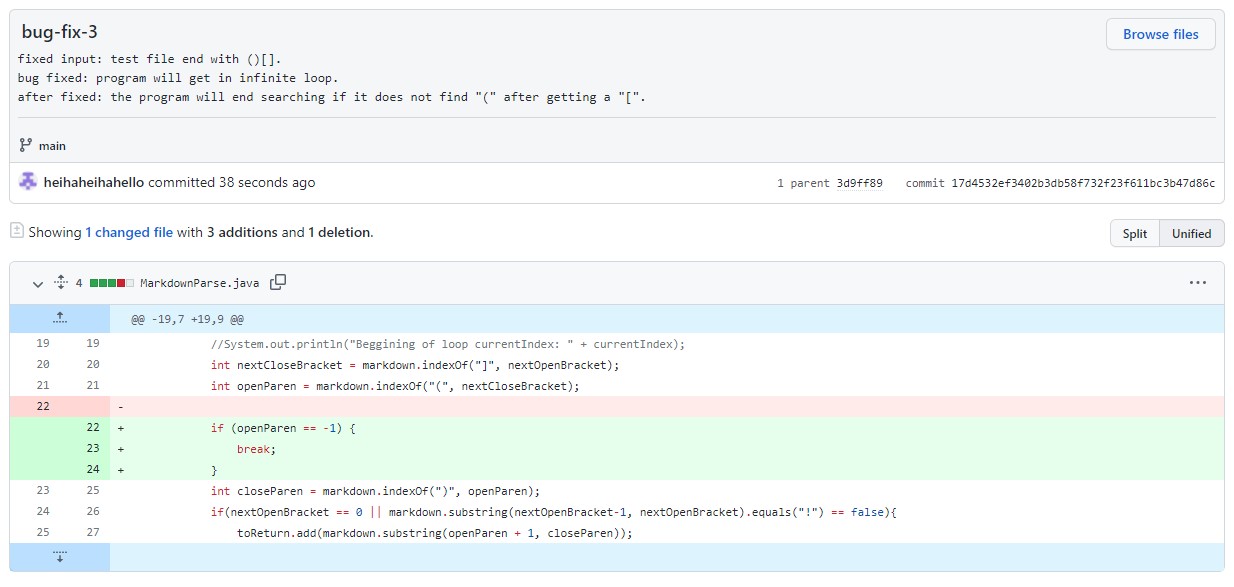 bug-fix-3
Browse files
fixed input: test file end with ()[].
bug fixed: program will get in infinite loop.
after fixed: the program will end searching if it does not find "(" after getting a "[".
main
heihaheihahello committed 38 seconds ago
1 parent 3d9ff89 commit 17d4532ef3402b3db58f732f23f611bc3b47d86c
Showing 1 changed file with 3 additions and 1 deletion.
Split Unified
4 MarkdownParse.java
@@ -19,7 +19,9 @@
19 19 //System.out.println("Beggining of loop currentIndex: " + currentIndex);
20 20 int nextCloseBracket = markdown.indexOf("]", nextOpenBracket);
21 21 int openParen = markdown.indexOf("(", nextCloseBracket);
22 -
22 + if (openParen == -1) {
23 + break;
24 + }
23 25 int closeParen = markdown.indexOf(")", openParen);
24 26 if(nextOpenBracket == 0 || markdown.substring(nextOpenBracket-1, nextOpenBracket).equals("!") == false){
25 27 toReturn.add(markdown.substring(openParen + 1, closeParen));